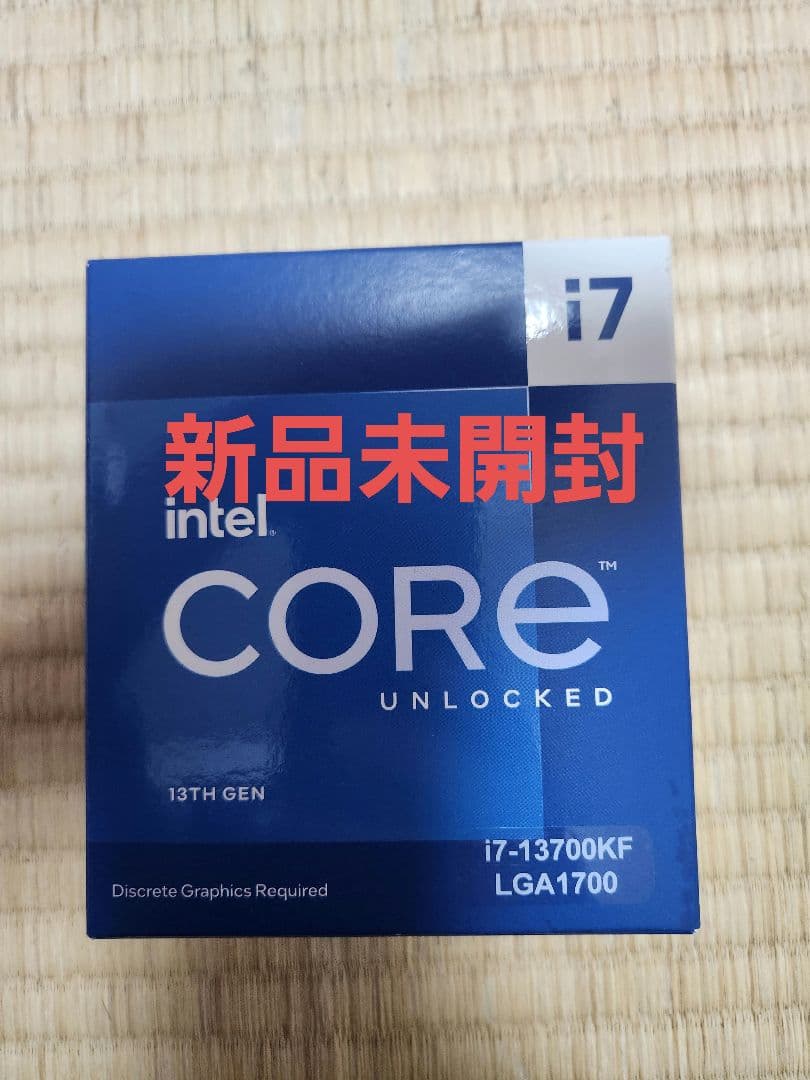 i7
新品未開封
intel
CORe™
UNLOCKED
13TH GEN
i7-13700KF
LGA1700
Discrete Graphics Required